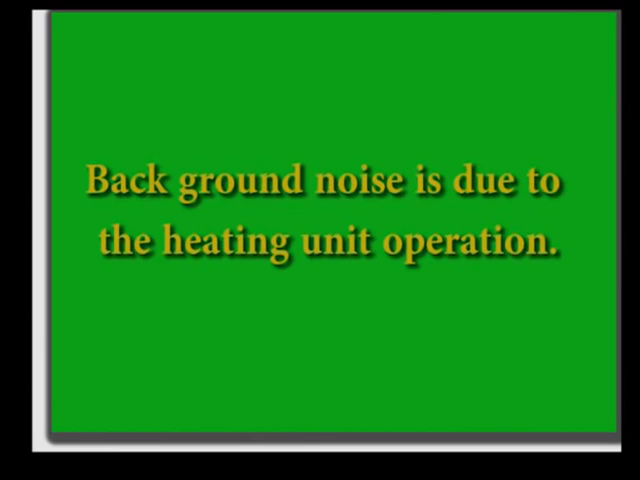 Back ground noise is due to
the heating unit operation.